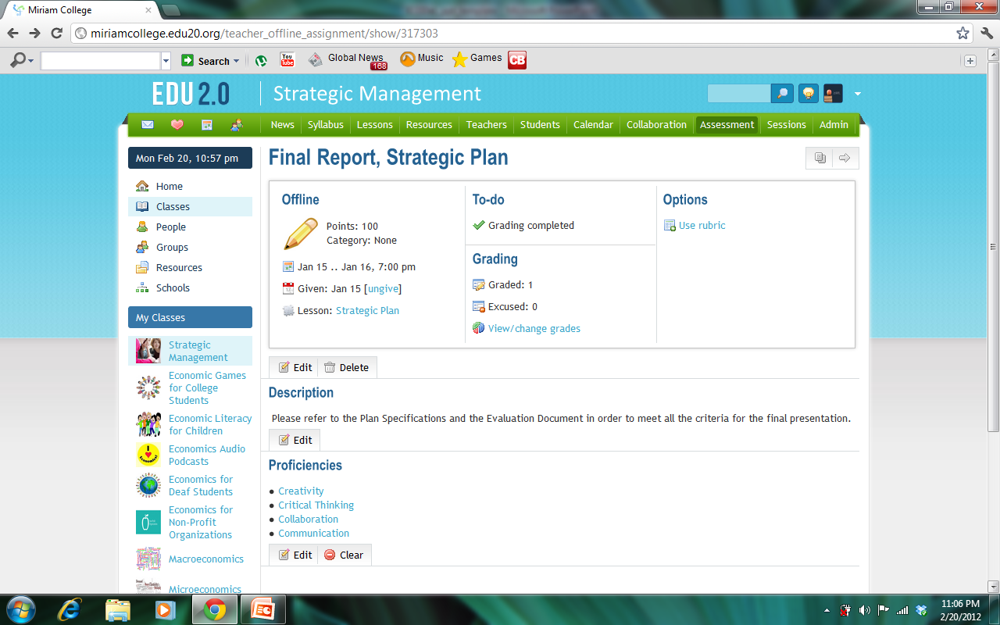 Miriam College
miriamcollege.edu20.org/teacher_offline_assignment/show/317303
Search
You Tube
Global News
168
Music
Games
CB
EDU 2.0
Strategic Management
News Syllabus Lessons Resources Teachers Students Calendar Collaboration Assessment Sessions Admin
Mon Feb 20, 10:57 pm
Home
Classes
People
Groups
Resources
Schools
My Classes
Strategic
Management
Economic Games
for College
Students
Economic Literacy
for Children
Economics Audio
Podcasts
Economics for
Deaf Students
Economics for
Non-Profit
Organizations
Macroeconomics
Microeconomics
Final Report, Strategic Plan
Offline
Points: 100
Category: None
Jan 15 .. Jan 16, 7:00 pm
Given: Jan 15 [ungive]
Lesson: Strategic Plan
To-do
Grading completed
Grading
Graded: 1
Excused: 0
View/change grades
Options
Use rubric
Edit Delete
Description
Please refer to the Plan Specifications and the Evaluation Document in order to meet all the criteria for the final presentation.
Edit
Proficiencies
• Creativity
• Critical Thinking
• Collaboration
• Communication
Edit Clear
11:06 PM
2/20/2012